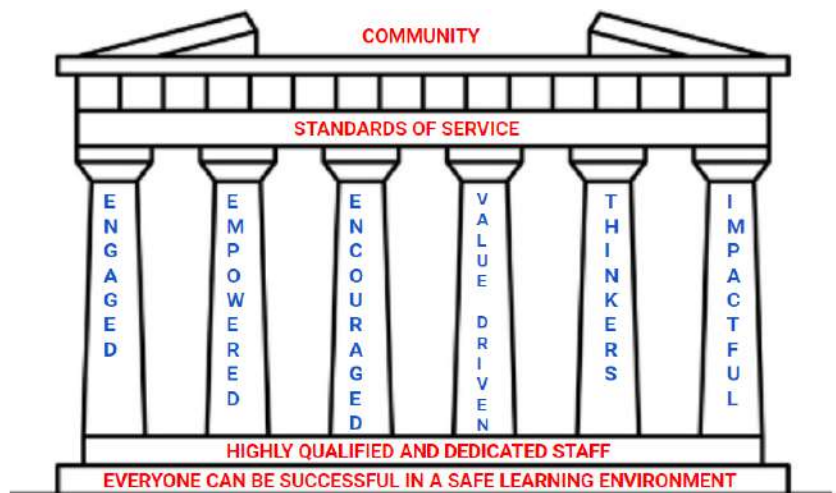 COMMUNITY
STANDARDS OF SERVICE
ENGAGED
EMPOWERED
ENCOURAGED
VALUE DRIVEN
THINKERS
IMPACTFUL
HIGHLY QUALIFIED AND DEDICATED STAFF
EVERYONE CAN BE SUCCESSFUL IN A SAFE LEARNING ENVIRONMENT